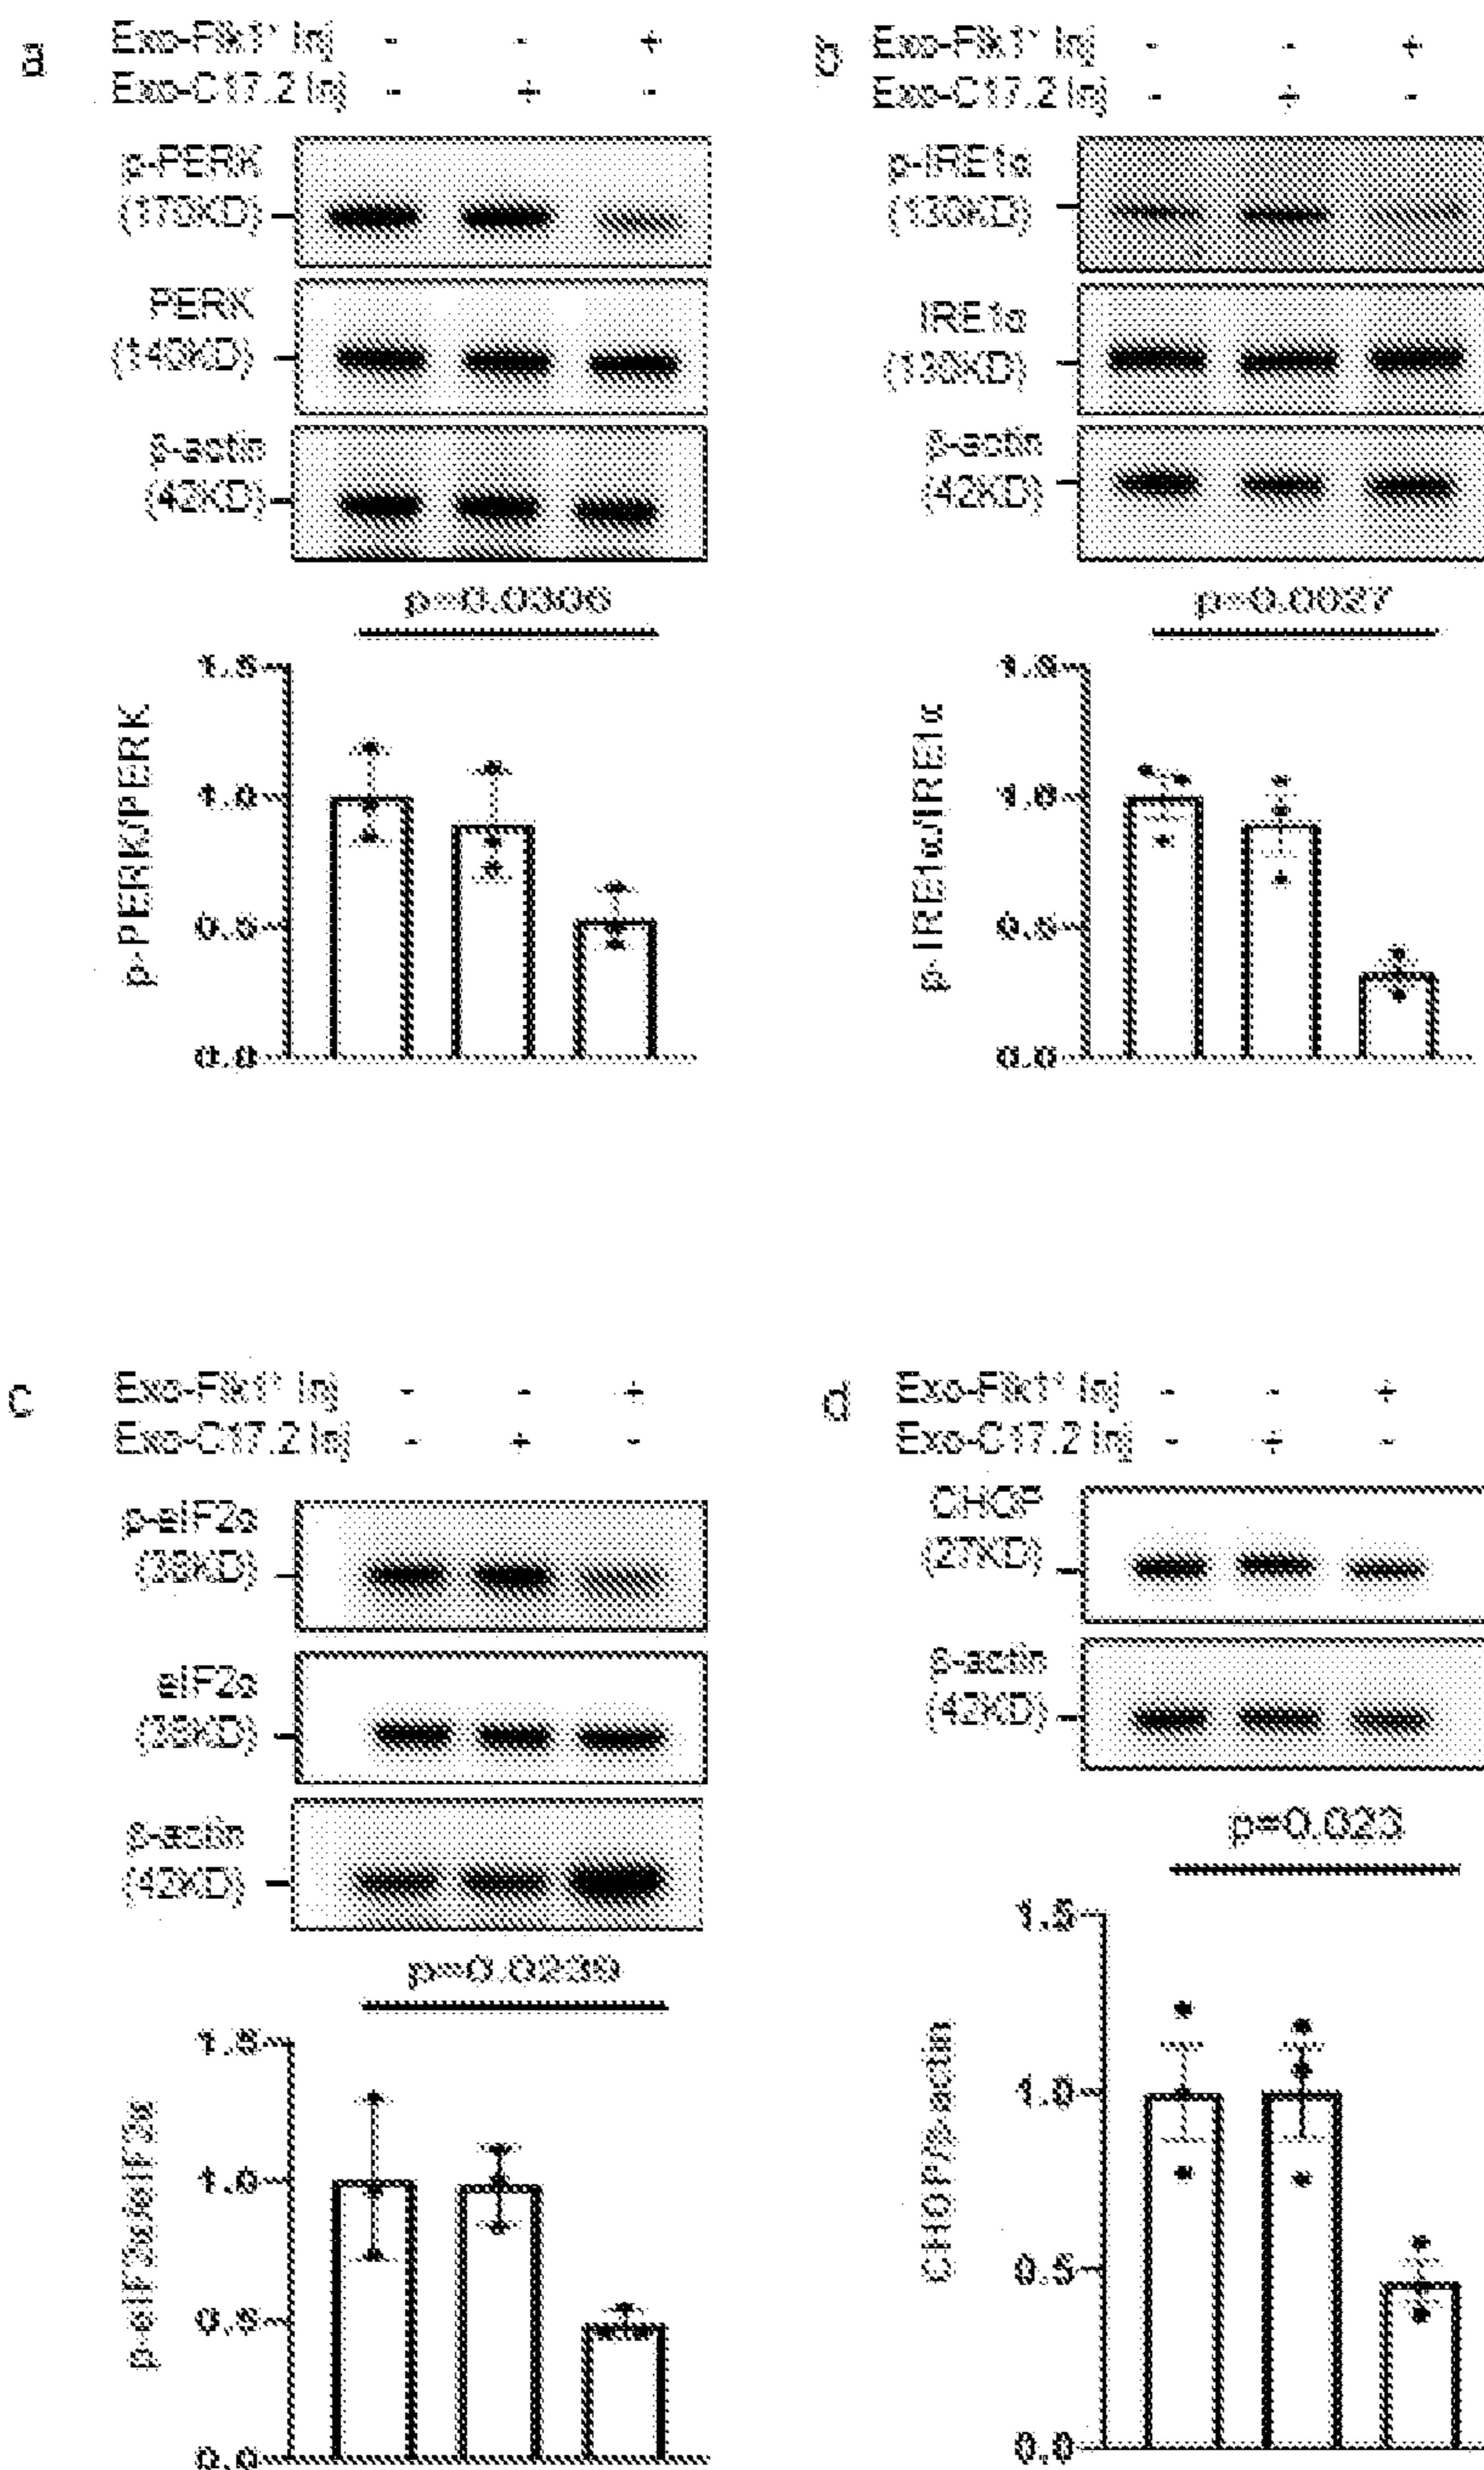 a
Exo-Flk1⁺ Inj - - +
Exo-C17.2 Inj - + -
p-PERK
(170KD)
PERK
(140KD)
β-actin
(42KD)
p=0.0306
p-PERK/PERK
1.5
1.0
0.5
0.0
b
Exo-Flk1⁺ Inj - - +
Exo-C17.2 Inj - + -
p-IRE1α
(130KD)
IRE1α
(130KD)
β-actin
(42KD)
p=0.0027
p-IRE1α/IRE1α
1.5
1.0
0.5
0.0
c
Exo-Flk1⁺ Inj - - +
Exo-C17.2 Inj - + -
p-eIF2α
(38KD)
eIF2α
(38KD)
β-actin
(42KD)
p=0.0239
p-eIF2α/eIF2α
1.5
1.0
0.5
0.0
d
Exo-Flk1⁺ Inj - - +
Exo-C17.2 Inj - + -
CHOP
(27KD)
β-actin
(42KD)
p=0.023
CHOP/β-actin
1.5
1.0
0.5
0.0